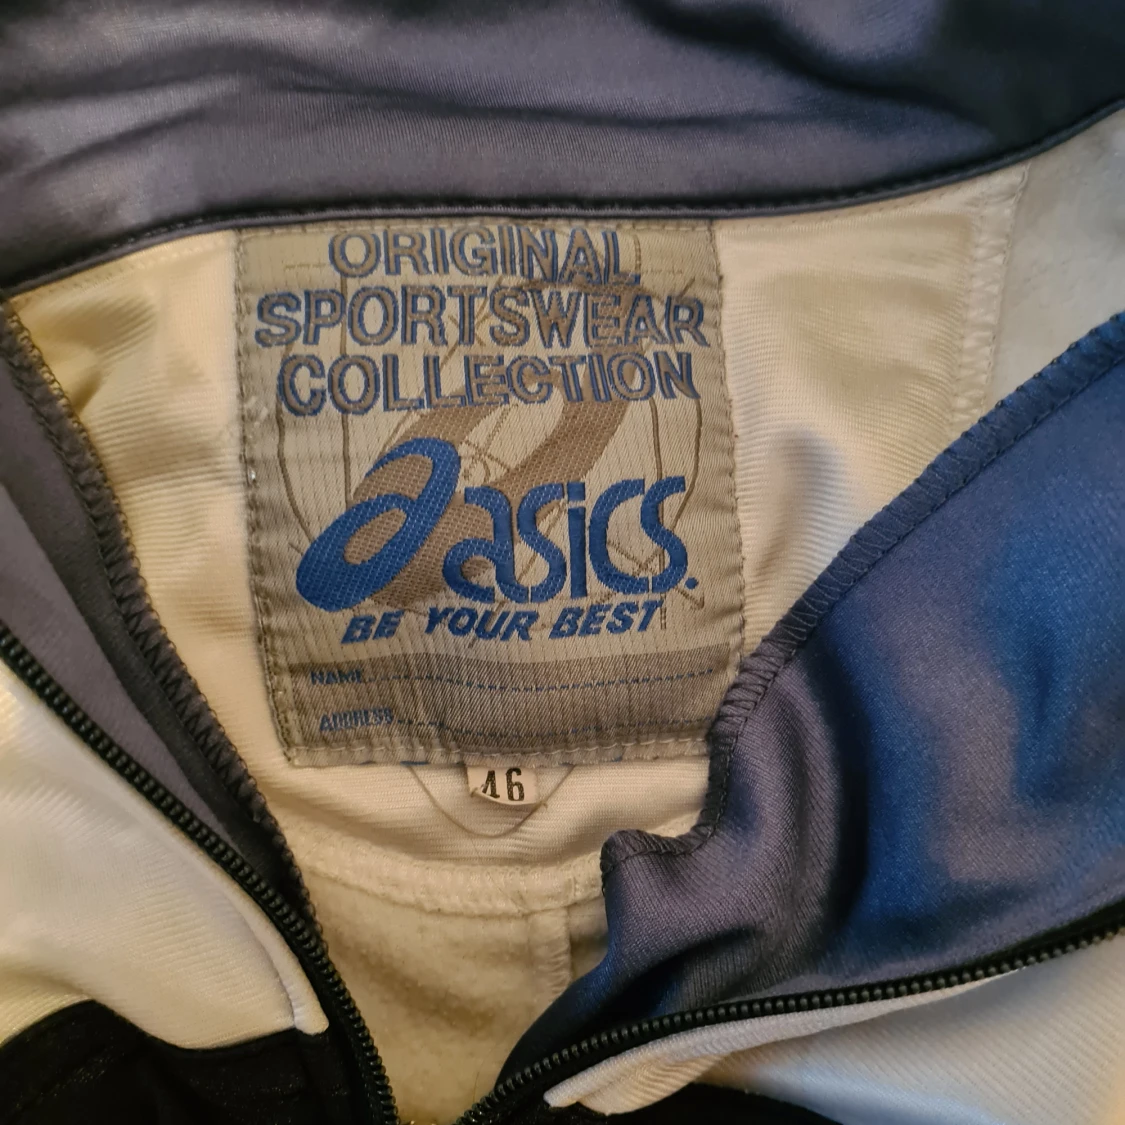 ORIGINAL
SPORTSWEAR
COLLECTION
asics.
BE YOUR BEST
NAME
ADDRESS
46